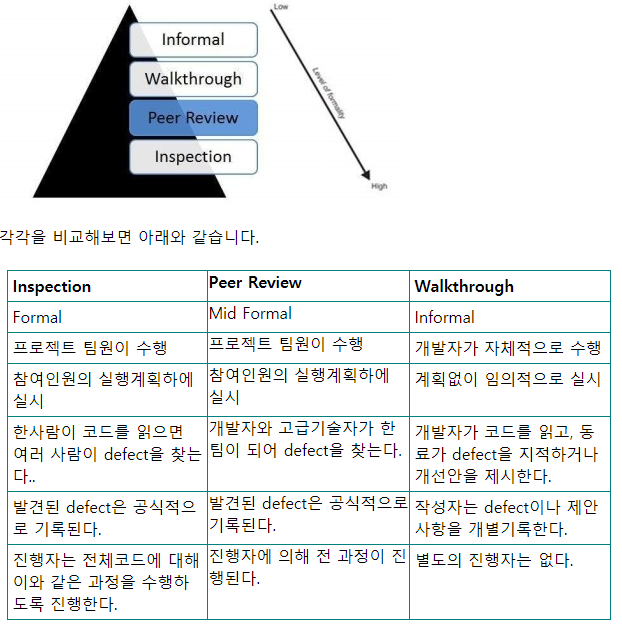 Low
Informal
Walkthrough
Level of formality
Peer Review
Inspection
High
각각을 비교해보면 아래와 같습니다.
Inspection
Peer Review
Walkthrough
Formal
Mid Formal
Informal
프로젝트 팀원이 수행
프로젝트 팀원이 수행
개발자가 자체적으로 수행
참여인원의 실행계획하에
실시
참여인원의 실행계획하에
실시
계획없이 임의적으로 실시
한사람이 코드를 읽으면
여러 사람이 defect을 찾는
다..
개발자와 고급기술자가 한
팀이 되어 defect을 찾는다.
개발자가 코드를 읽고, 동
료가 defect을 지적하거나
개선안을 제시한다.
발견된 defect은 공식적으
로 기록된다.
발견된 defect은 공식적으로
기록된다.
작성자는 defect이나 제안
사항을 개별기록한다.
진행자는 전체코드에 대해
이와 같은 과정을 수행하
도록 진행한다.
진행자에 의해 전 과정이 진
행된다.
별도의 진행자는 없다.